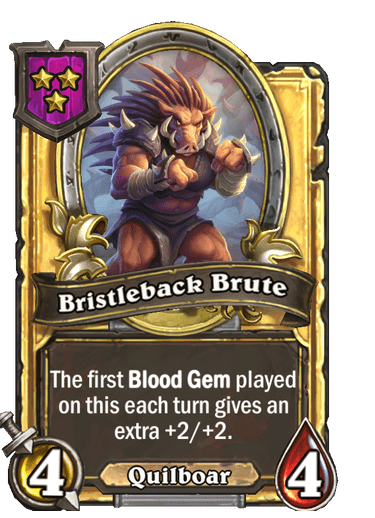 Bristleback Brute
The first Blood Gem played
on this each turn gives an
extra +2/+2.
4
Quilboar
4